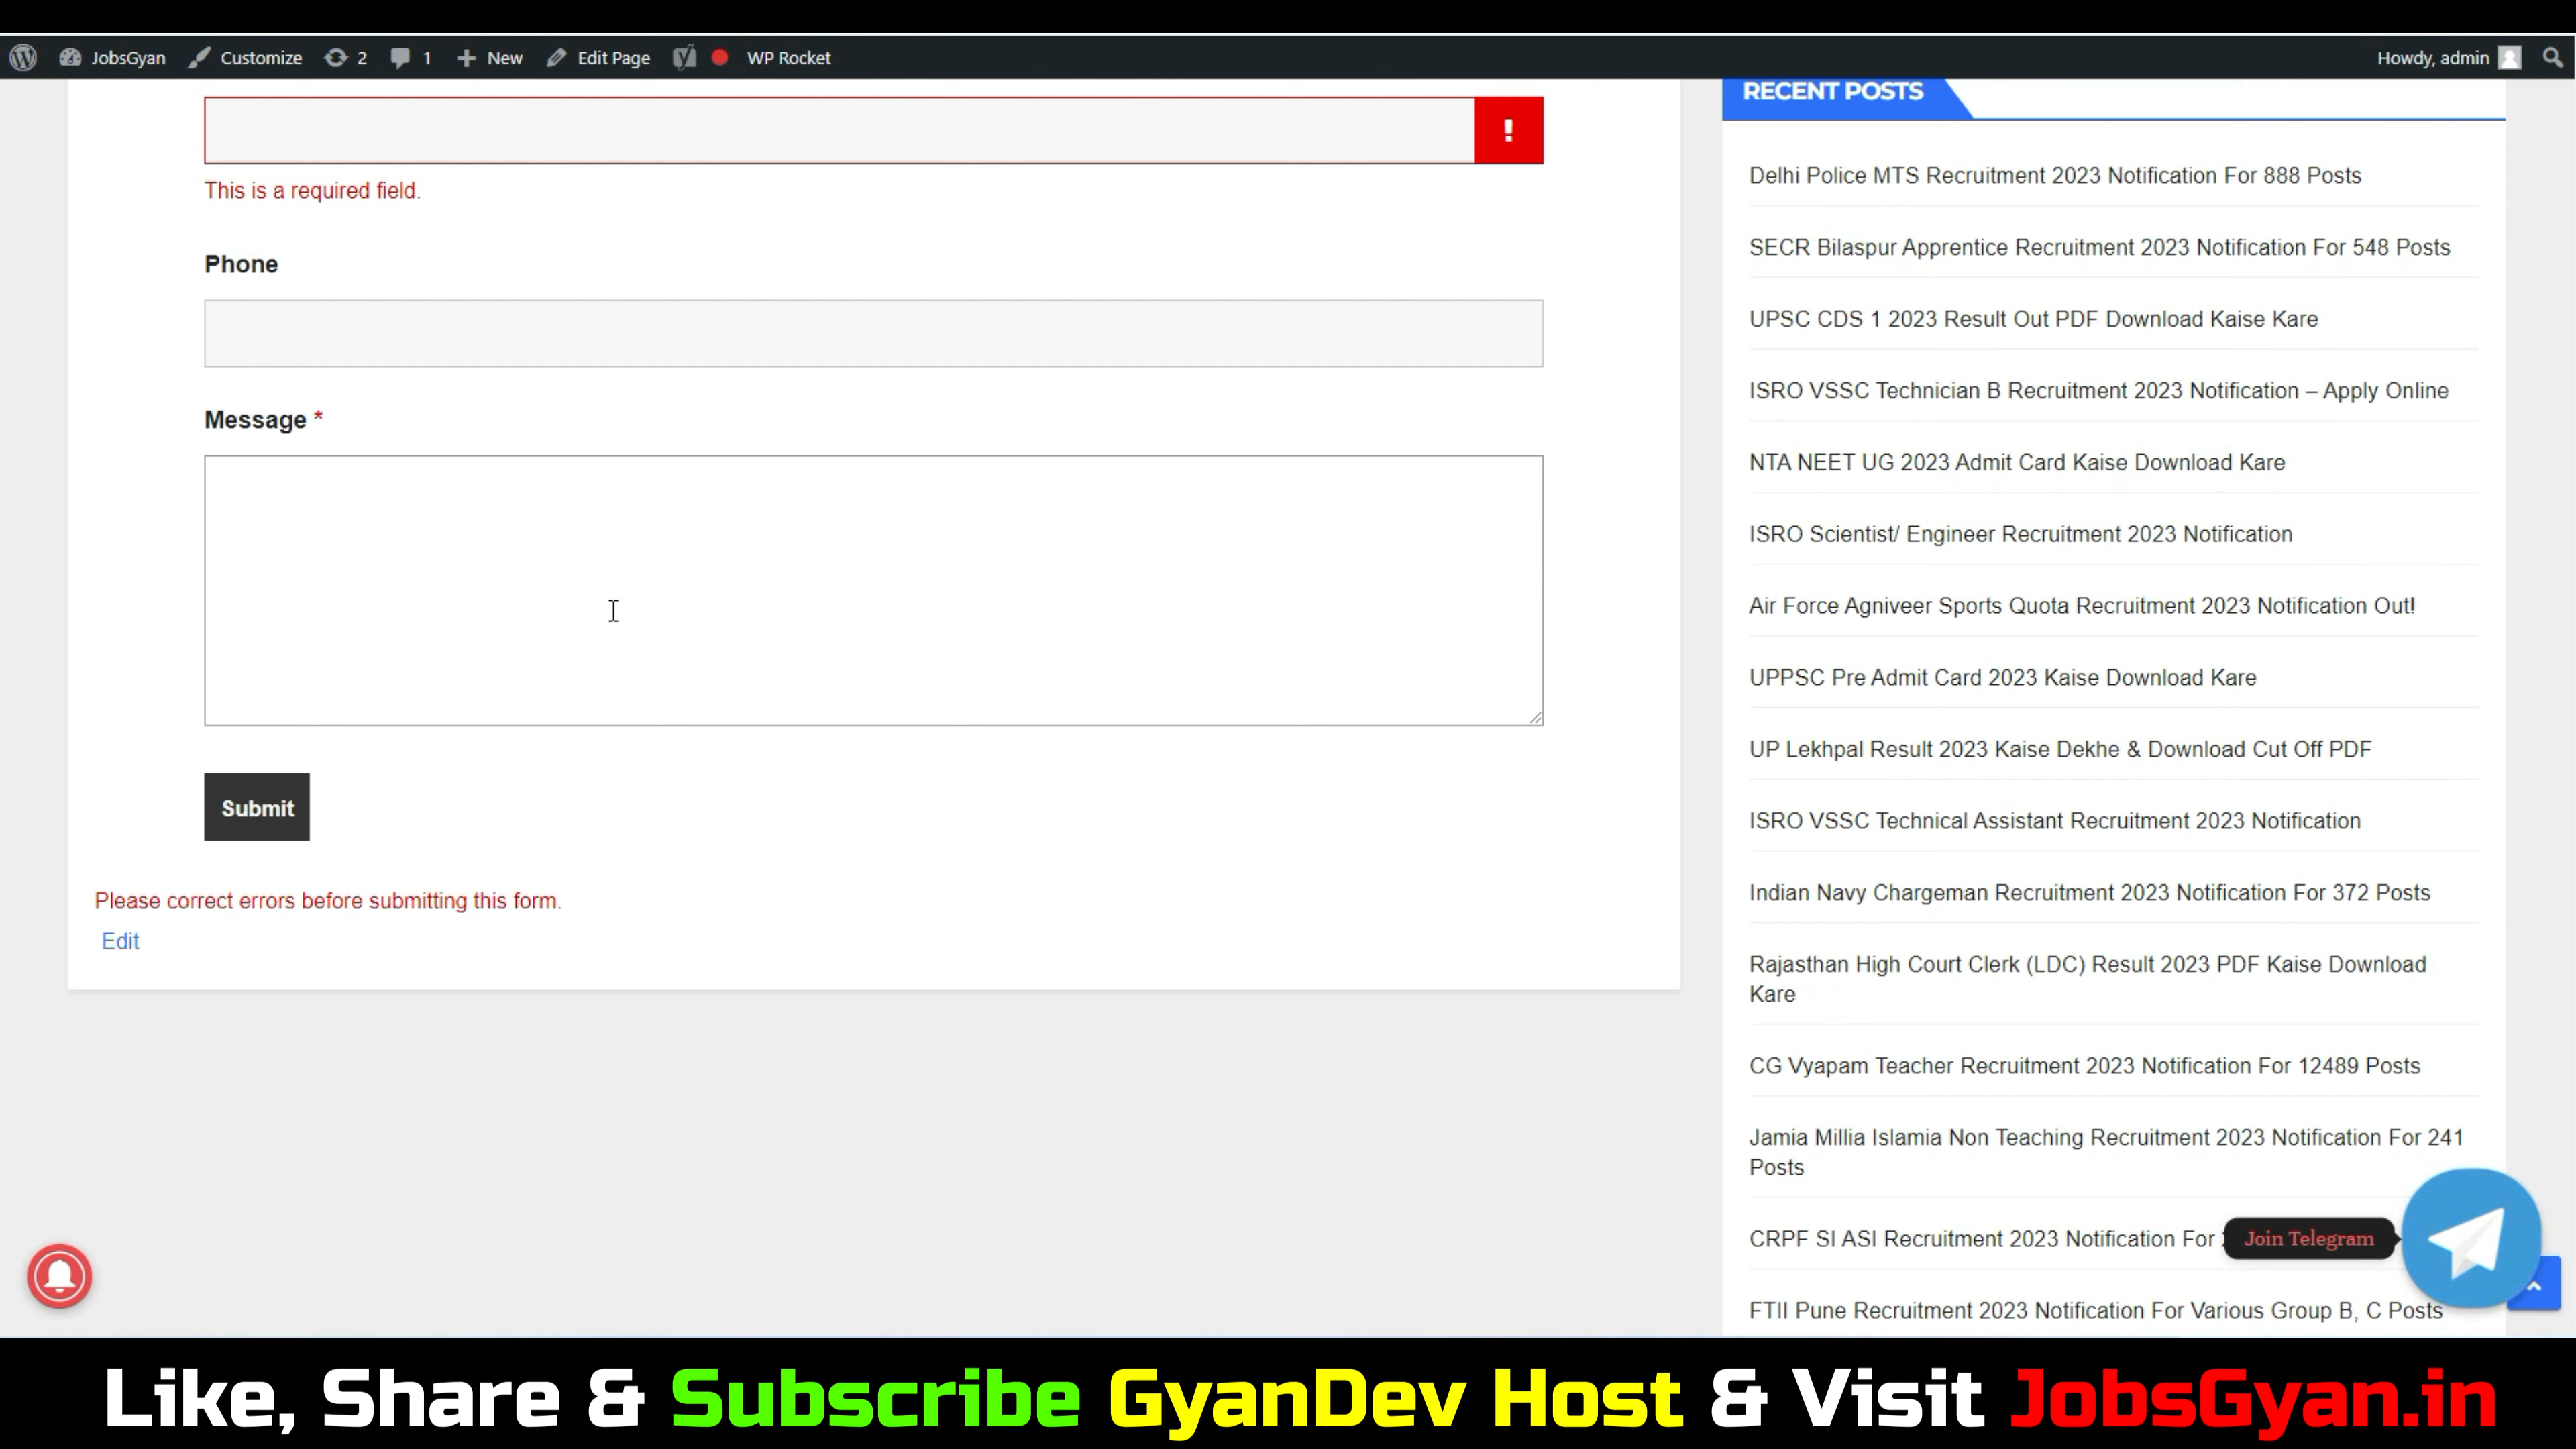 JobsGyan Customize 2 1 New Edit Page WP Rocket Howdy, admin
!
This is a required field.
Phone
Message *
Submit
Please correct errors before submitting this form.
Edit
RECENT POSTS
Delhi Police MTS Recruitment 2023 Notification For 888 Posts
SECR Bilaspur Apprentice Recruitment 2023 Notification For 548 Posts
UPSC CDS 1 2023 Result Out PDF Download Kaise Kare
ISRO VSSC Technician B Recruitment 2023 Notification – Apply Online
NTA NEET UG 2023 Admit Card Kaise Download Kare
ISRO Scientist/ Engineer Recruitment 2023 Notification
Air Force Agniveer Sports Quota Recruitment 2023 Notification Out!
UPPSC Pre Admit Card 2023 Kaise Download Kare
UP Lekhpal Result 2023 Kaise Dekhe & Download Cut Off PDF
ISRO VSSC Technical Assistant Recruitment 2023 Notification
Indian Navy Chargeman Recruitment 2023 Notification For 372 Posts
Rajasthan High Court Clerk (LDC) Result 2023 PDF Kaise Download
Kare
CG Vyapam Teacher Recruitment 2023 Notification For 12489 Posts
Jamia Millia Islamia Non Teaching Recruitment 2023 Notification For 241
Posts
CRPF SI ASI Recruitment 2023 Notification For
Join Telegram
FTII Pune Recruitment 2023 Notification For Various Group B, C Posts
Like, Share & Subscribe GyanDev Host & Visit JobsGyan.in